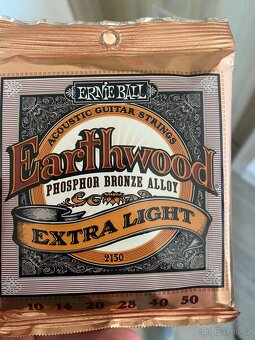 ERNIE BALL
ACOUSTIC GUITAR STRINGS
Earthwood
PHOSPHOR BRONZE ALLOY
EXTRA LIGHT
2150
10 14 20 28 40 50